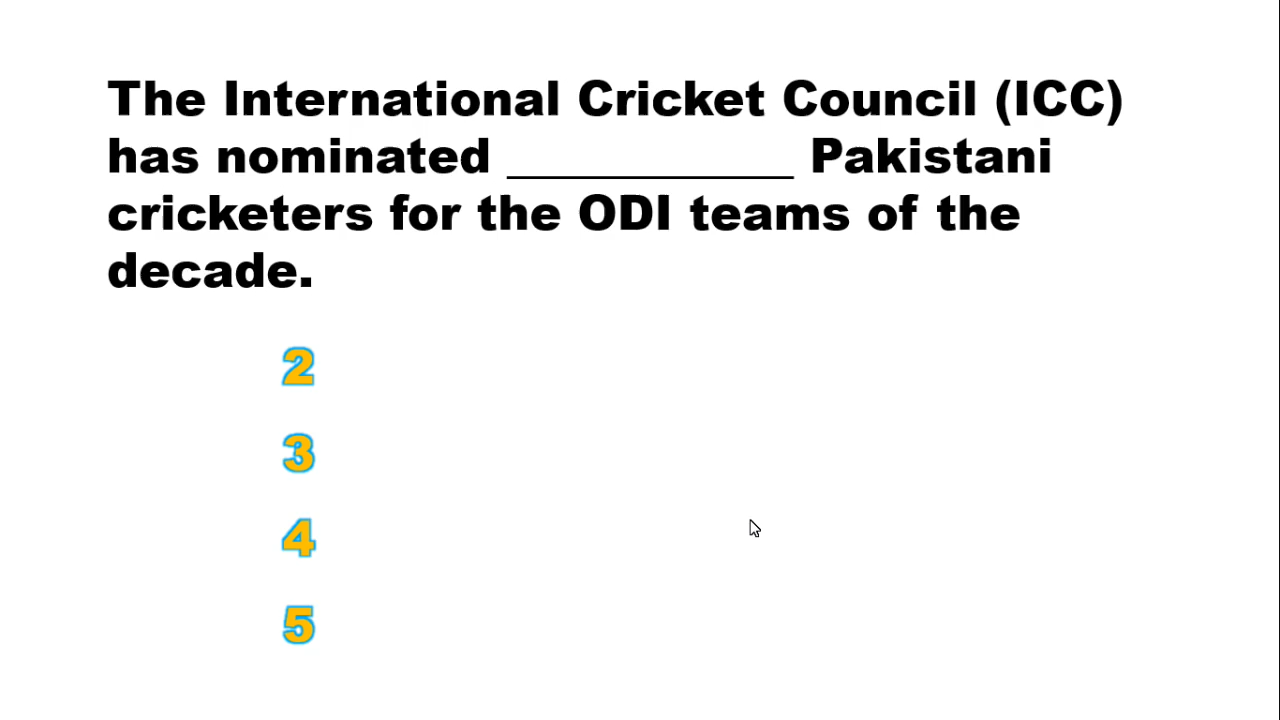 The International Cricket Council (ICC)
has nominated ____________ Pakistani
cricketers for the ODI teams of the
decade.
2
3
4
5